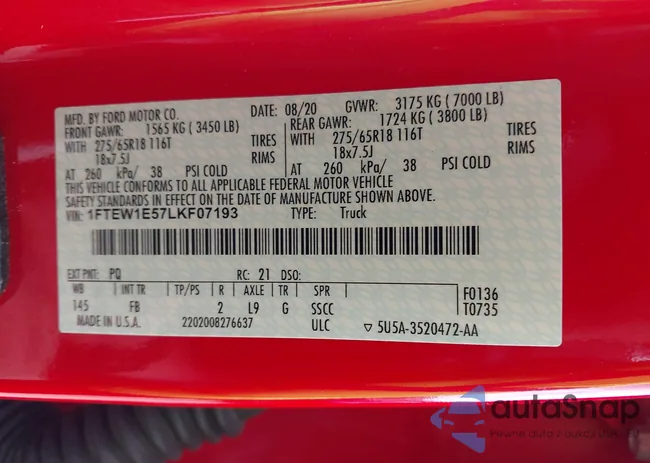 MFD. BY FORD MOTOR CO. DATE: 08/20 GVWR: 3175 KG ( 7000 LB)
FRONT GAWR: 1565 KG ( 3450 LB) REAR GAWR: 1724 KG ( 3800 LB)
WITH 275/65R18 116T TIRES WITH 275/65R18 116T TIRES
18x7.5J RIMS 18x7.5J RIMS
AT 260 kPa/ 38 PSI COLD AT 260 kPa/ 38 PSI COLD
THIS VEHICLE CONFORMS TO ALL APPLICABLE FEDERAL MOTOR VEHICLE
SAFETY STANDARDS IN EFFECT ON THE DATE OF MANUFACTURE SHOWN ABOVE.
VIN: 1FTEW1E57LKF07193 TYPE: Truck
EXT PNT: PQ RC: 21 DSO:
WB INT TR TP/PS R AXLE TR SPR F0136
145 FB 2 L9 G SSCC T0735
MADE IN U.S.A. 2202008276637 ULC ▽ 5U5A-3520472-AA
autaSnap